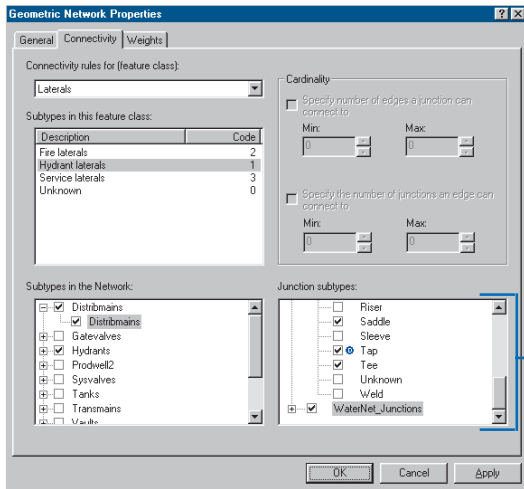 Geometric Network Properties
General Connectivity Weights
Connectivity rules for (feature class):
Laterals
Subtypes in this feature class:
Description Code
Fire laterals 2
Hydrant laterals 1
Service laterals 3
Unknown 0
Cardinality
Specify number of edges a junction can
connect to
Min: Max:
0 0
Specify the number of junctions an edge can
connect to
Min: Max:
0 0
Subtypes in the Network:
Distribmains
Distribmains
Gatevalves
Hydrants
Prodwell2
Sysvalves
Tanks
Transmains
Vaults
Junction subtypes:
Riser
Saddle
Sleeve
D Tap
Tee
Unknown
Weld
WaterNet_Junctions
OK Cancel Apply